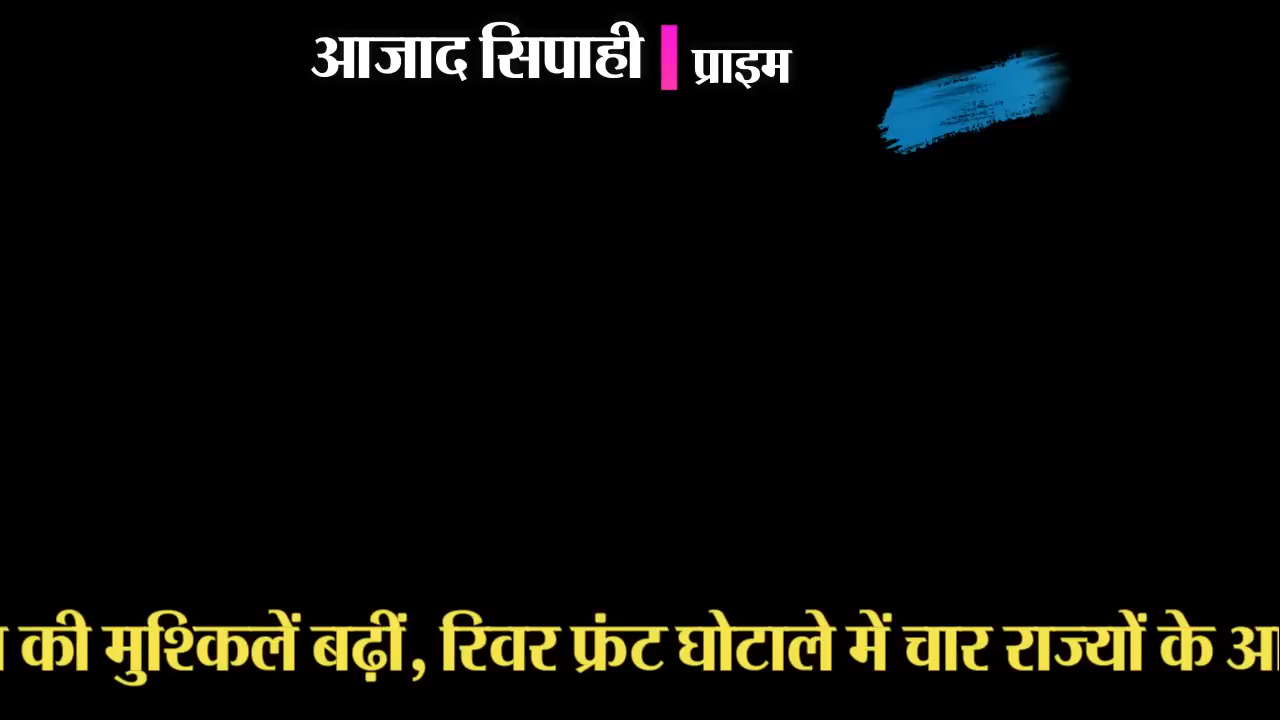 आजाद सिपाही प्राइम
की मुश्किलें बढ़ीं, रिवर फ्रंट घोटाले में चार राज्यों के